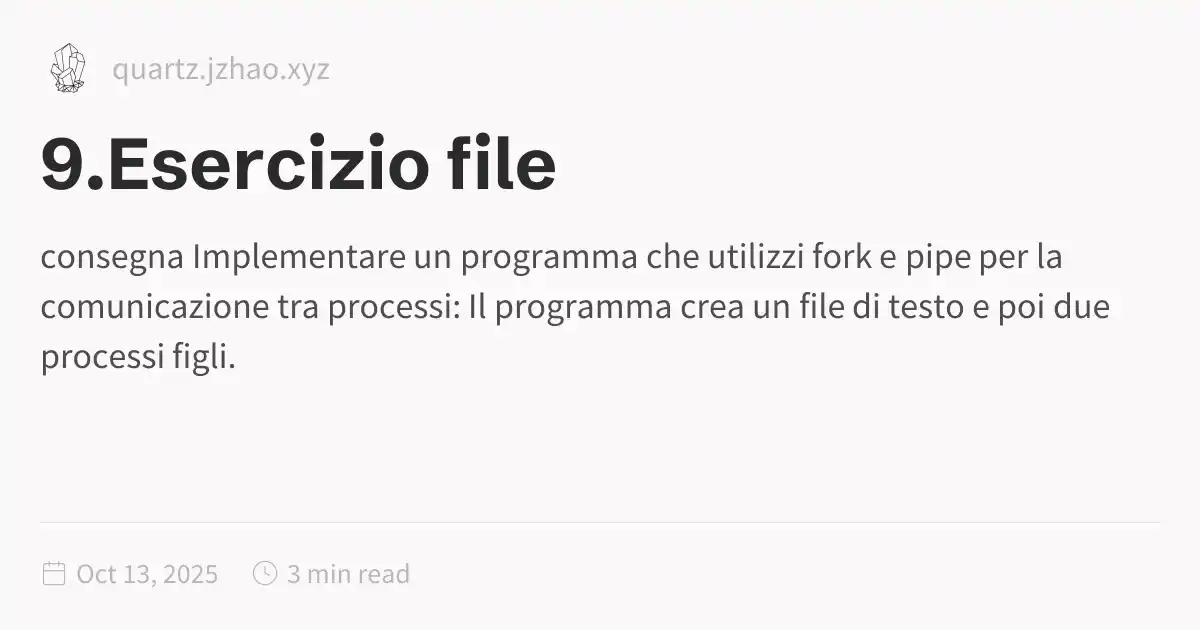 quartz.jzhao.xyz
9.Esercizio file
consegna Implementare un programma che utilizzi fork e pipe per la
comunicazione tra processi: Il programma crea un file di testo e poi due
processi figli.
Oct 13, 2025 3 min read